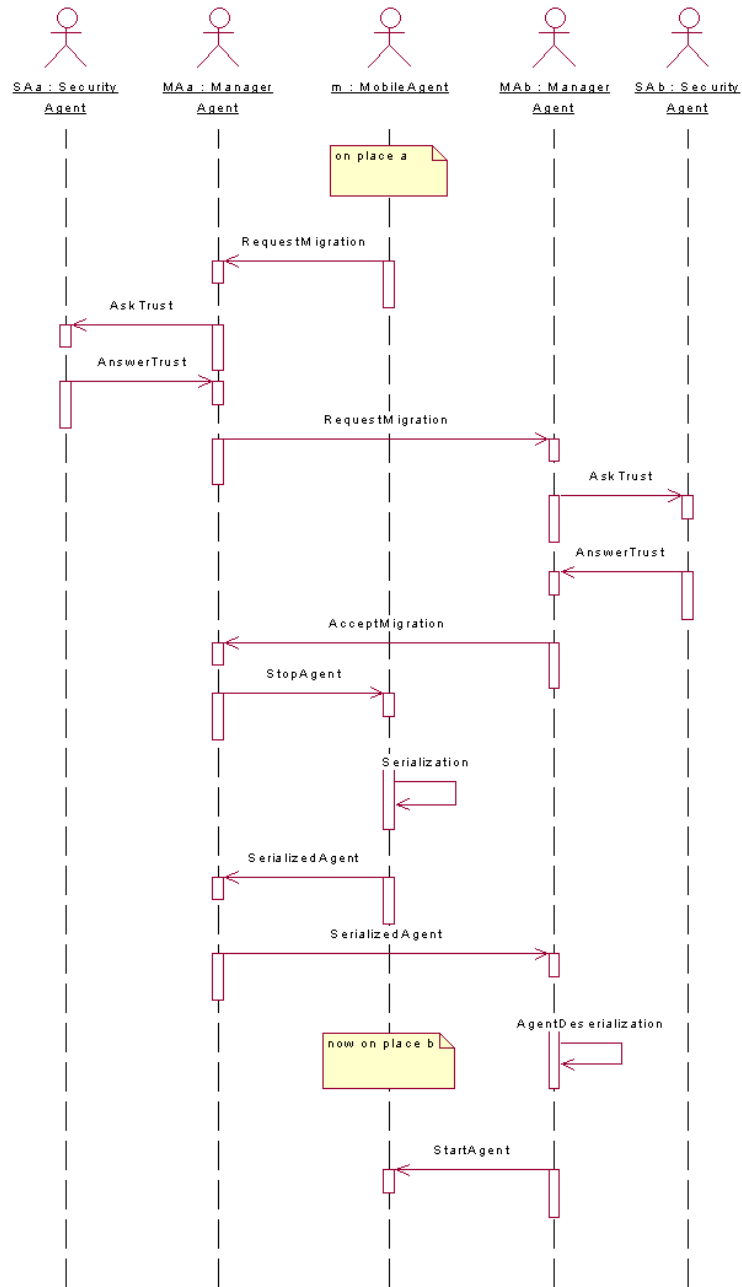 SAa : Security
Agent
MAa : Manager
Agent
m : MobileAgent
MAb : Manager
Agent
SAb : Security
Agent
on place a
RequestMigration
AskTrust
AnswerTrust
RequestMigration
AskTrust
AnswerTrust
AcceptMigration
StopAgent
Serialization
SerializedAgent
SerializedAgent
AgentDeserialization
now on place b
StartAgent